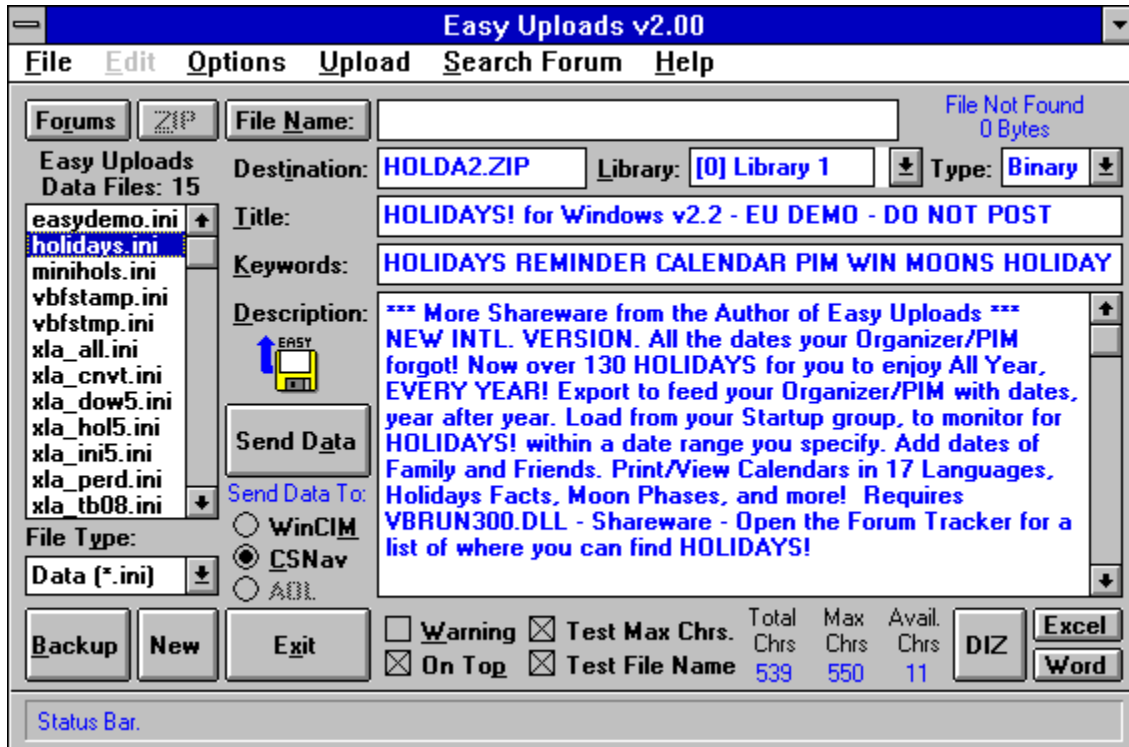 Easy Uploads v2.00
File Edit Options Upload Search Forum Help
Forums ZIP File Name: File Not Found
0 Bytes
Easy Uploads
Data Files: 15
Destination: HOLDA2.ZIP Library: [0] Library 1 Type: Binary
Title: HOLIDAYS! for Windows v2.2 - EU DEMO - DO NOT POST
Keywords: HOLIDAYS REMINDER CALENDAR PIM WIN MOONS HOLIDAY
easydemo.ini
holidays.ini
minihols.ini
vbfstamp.ini
vbfstmp.ini
xla_all.ini
xla_cnvt.ini
xla_dow5.ini
xla_hol5.ini
xla_ini5.ini
xla_perd.ini
xla_tb08.ini
File Type:
Data (*.ini)
Description:
EASY
*** More Shareware from the Author of Easy Uploads ***
NEW INTL. VERSION. All the dates your Organizer/PIM
forgot! Now over 130 HOLIDAYS for you to enjoy All Year,
EVERY YEAR! Export to feed your Organizer/PIM with dates,
year after year. Load from your Startup group, to monitor for
HOLIDAYS! within a date range you specify. Add dates of
Family and Friends. Print/View Calendars in 17 Languages,
Holidays Facts, Moon Phases, and more! Requires
VBRUN300.DLL - Shareware - Open the Forum Tracker for a
list of where you can find HOLIDAYS!
Send Data
Send Data To:
WinCIM
CSNav
AOL
Backup New Exit
Warning Test Max Chrs.
On Top Test File Name
Total Chrs 539
Max Chrs 550
Avail. Chrs 11
DIZ
Excel
Word
Status Bar.